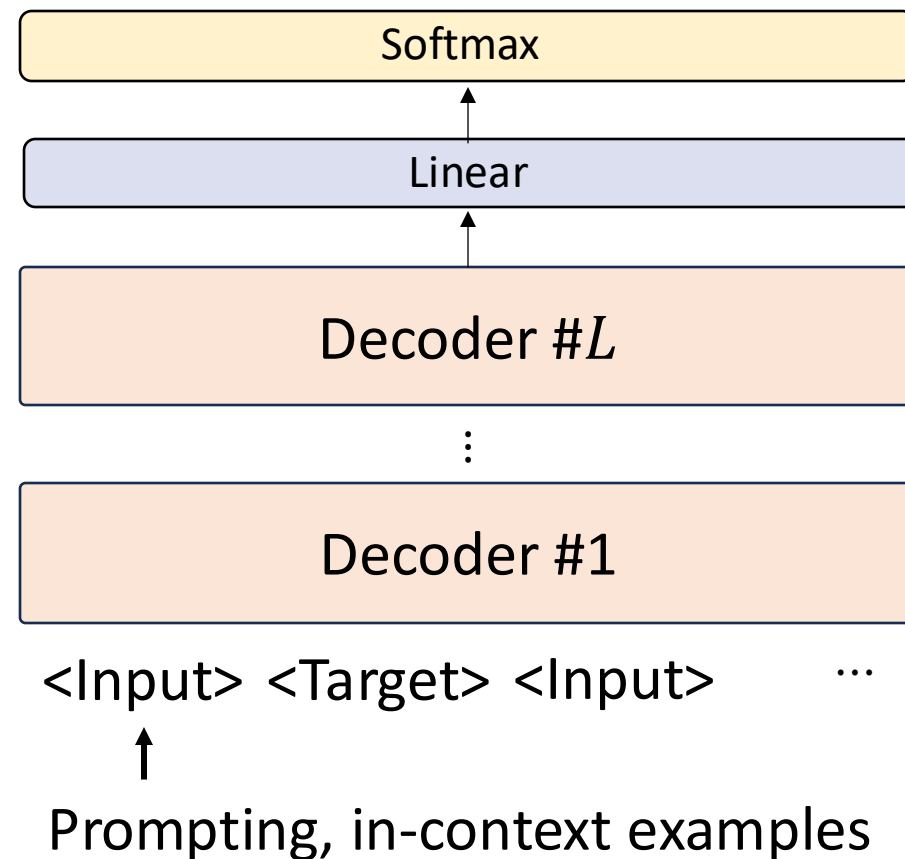 Softmax
Linear
Decoder #L
⋮
Decoder #1
<Input> <Target> <Input> ...
Prompting, in-context examples